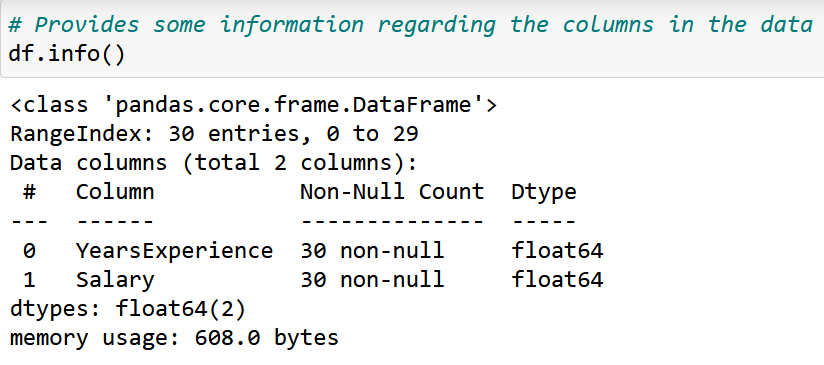 # Provides some information regarding the columns in the data
df.info()
<class 'pandas.core.frame.DataFrame'>
RangeIndex: 30 entries, 0 to 29
Data columns (total 2 columns):
 #   Column           Non-Null Count  Dtype
---  ------           --------------  -----
 0   YearsExperience  30 non-null     float64
 1   Salary           30 non-null     float64
dtypes: float64(2)
memory usage: 608.0 bytes